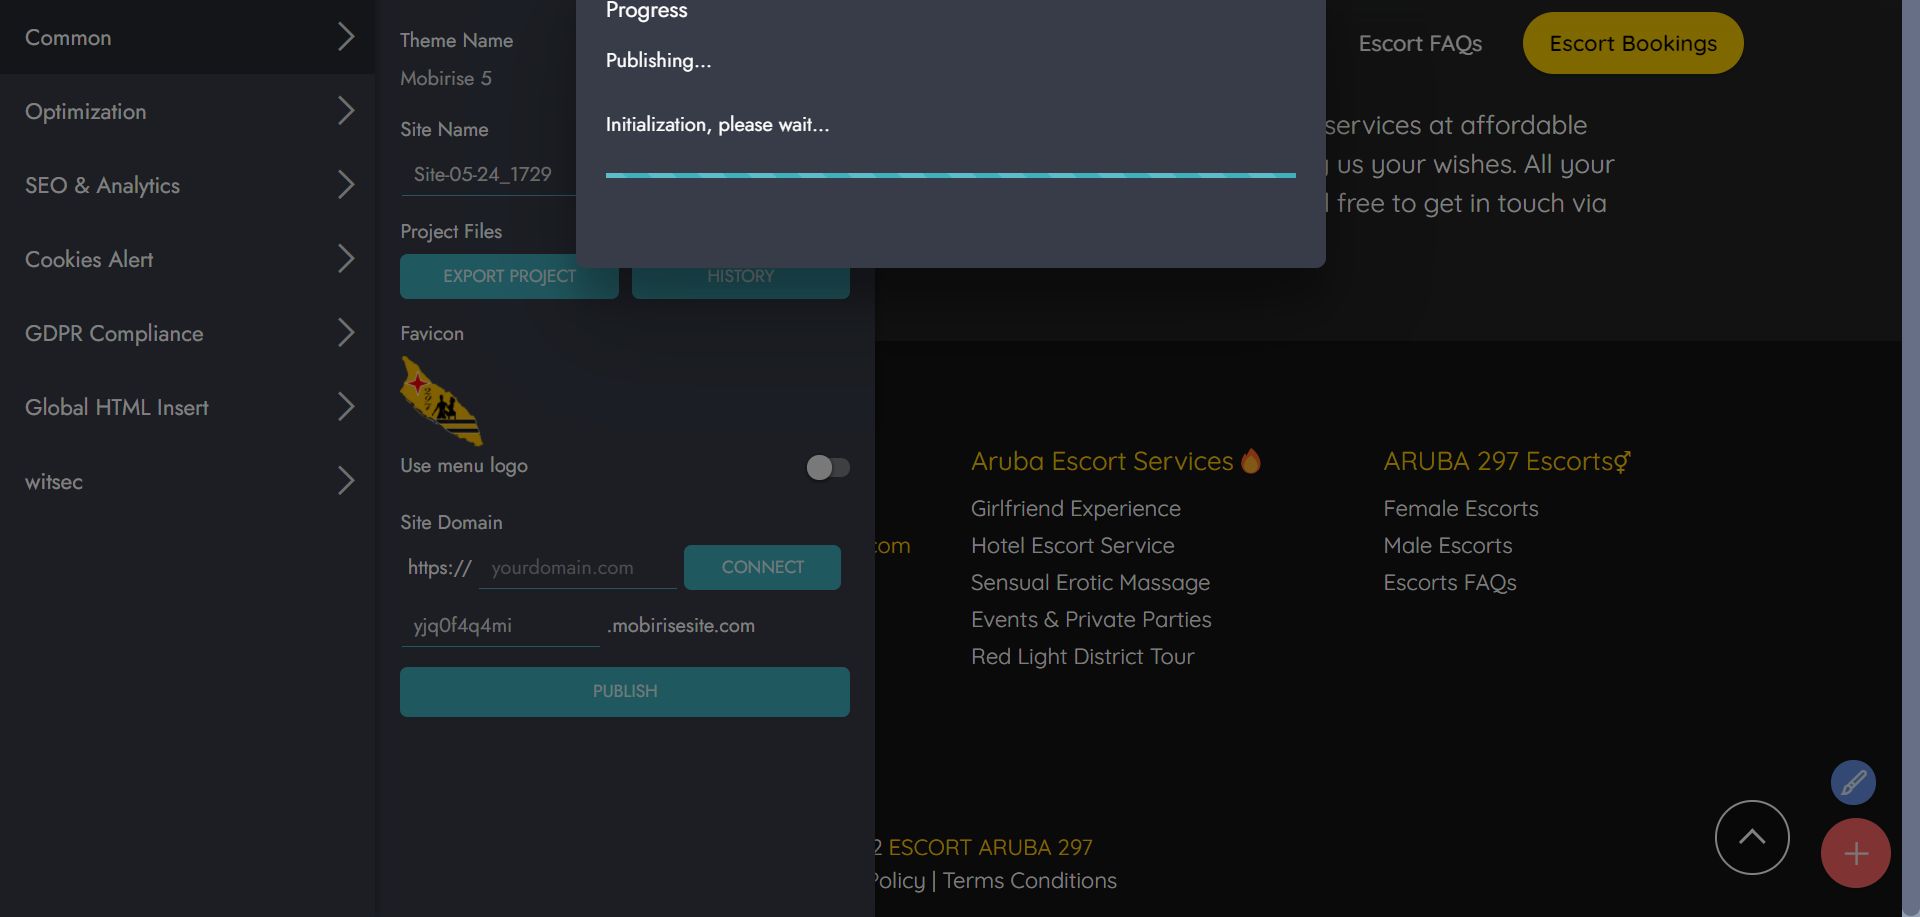 Common
Optimization
SEO & Analytics
Cookies Alert
GDPR Compliance
Global HTML Insert
witsec
Theme Name
Mobirise 5
Site Name
Site-05-24_1729
Project Files
EXPORT PROJECT
HISTORY
Favicon
Use menu logo
Site Domain
https://
yourdomain.com
CONNECT
yjq0f4q4mi
.mobirisesite.com
PUBLISH
Progress
Publishing...
Initialization, please wait...
Escort FAQs
Escort Bookings
services at affordable
us your wishes. All your
free to get in touch via
com
Aruba Escort Services 🔥
Girlfriend Experience
Hotel Escort Service
Sensual Erotic Massage
Events & Private Parties
Red Light District Tour
ARUBA 297 Escorts⚥
Female Escorts
Male Escorts
Escorts FAQs
2 ESCORT ARUBA 297
Policy | Terms Conditions